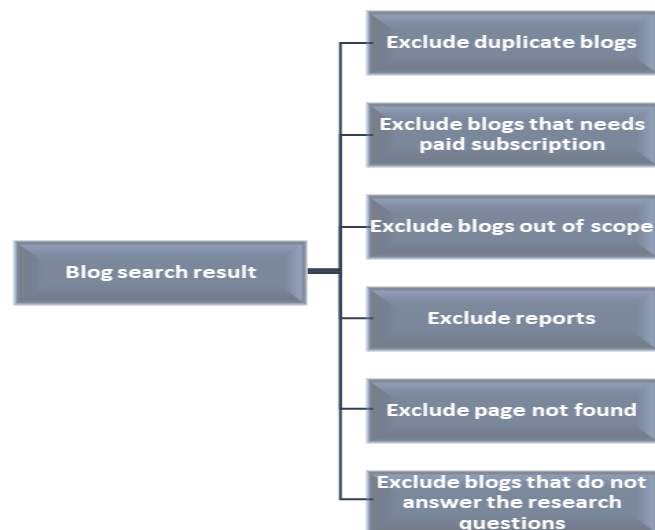 Exclude duplicate blogs
Exclude blogs that needs
paid subscription
Exclude blogs out of scope
Blog search result
Exclude reports
Exclude page not found
Exclude blogs that do not
answer the research
questions